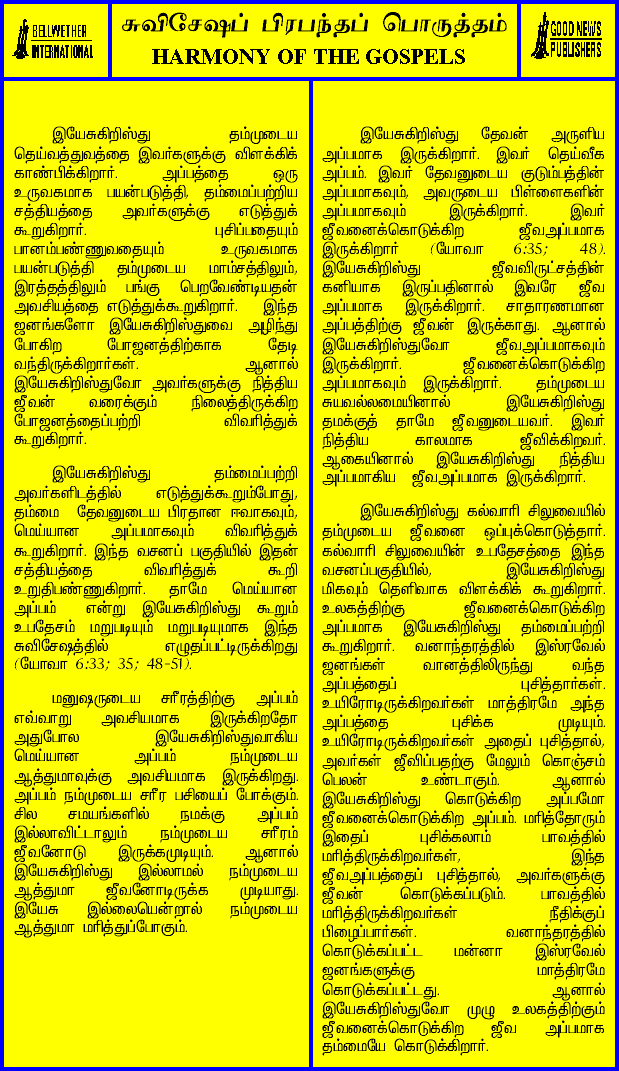 BELLWETHER
INTERNATIONAL
சுவிசேஷப் பிரபந்தப் பொருத்தம்
HARMONY OF THE GOSPELS
GOOD NEWS
PUBLISHERS
இயேசுகிறிஸ்து தம்முடைய
தெய்வத்துவத்தை இவர்களுக்கு விளக்கிக்
காண்பிக்கிறார். அப்பத்தை ஒரு
உருவகமாக பயன்படுத்தி, தம்மைப்பற்றிய
சத்தியத்தை அவர்களுக்கு எடுத்துக்
கூறுகிறார். புசிப்பதையும்
பானம்பண்ணுவதையும் உருவகமாக
பயன்படுத்தி தம்முடைய மாம்சத்திலும்,
இரத்தத்திலும் பங்கு பெறவேண்டியதன்
அவசியத்தை எடுத்துக்கூறுகிறார். இந்த
ஜனங்களோ இயேசுகிறிஸ்துவை அழிந்து
போகிற போஜனத்திற்காக தேடி
வந்திருக்கிறார்கள். ஆனால்
இயேசுகிறிஸ்துவோ அவர்களுக்கு நித்திய
ஜீவன் வரைக்கும் நிலைத்திருக்கிற
போஜனத்தைப்பற்றி விவரித்துக்
கூறுகிறார்.
இயேசுகிறிஸ்து தம்மைப்பற்றி
அவர்களிடத்தில் எடுத்துக்கூறும்போது,
தம்மை தேவனுடைய பிரதான ஈவாகவும்,
மெய்யான அப்பமாகவும் விவரித்துக்
கூறுகிறார். இந்த வசனப் பகுதியில் இதன்
சத்தியத்தை விவரித்துக் கூறி
உறுதிபண்ணுகிறார். தாமே மெய்யான
அப்பம் என்று இயேசுகிறிஸ்து கூறும்
உபதேசம் மறுபடியும் மறுபடியுமாக இந்த
சுவிசேஷத்தில் எழுதப்பட்டிருக்கிறது
(யோவா 6:33; 35; 48-51).
மனுஷருடைய சரீரத்திற்கு அப்பம்
எவ்வாறு அவசியமாக இருக்கிறதோ
அதுபோல இயேசுகிறிஸ்துவாகிய
மெய்யான அப்பம் நம்முடைய
ஆத்துமாவுக்கு அவசியமாக இருக்கிறது.
அப்பம் நம்முடைய சரீர பசியைப் போக்கும்.
சில சமயங்களில் நமக்கு அப்பம்
இல்லாவிட்டாலும் நம்முடைய சரீரம்
ஜீவனோடு இருக்கமுடியும். ஆனால்
இயேசுகிறிஸ்து இல்லாமல் நம்முடைய
ஆத்துமா ஜீவனோடிருக்க முடியாது.
இயேசு இல்லையென்றால் நம்முடைய
ஆத்துமா மரித்துப்போகும்.
இயேசுகிறிஸ்து தேவன் அருளிய
அப்பமாக இருக்கிறார். இவர் தெய்வீக
அப்பம். இவர் தேவனுடைய குடும்பத்தின்
அப்பமாகவும், அவருடைய பிள்ளைகளின்
அப்பமாகவும் இருக்கிறார். இவர்
ஜீவனைக்கொடுக்கிற ஜீவஅப்பமாக
இருக்கிறார் (யோவா 6:35; 48).
இயேசுகிறிஸ்து ஜீவவிருட்சத்தின்
கனியாக இருப்பதினால் இவரே ஜீவ
அப்பமாக இருக்கிறார். சாதாரணமான
அப்பத்திற்கு ஜீவன் இருக்காது. ஆனால்
இயேசுகிறிஸ்துவோ ஜீவஅப்பமாகவும்
இருக்கிறார். ஜீவனைக்கொடுக்கிற
அப்பமாகவும் இருக்கிறார். தம்முடைய
சுயவல்லமையினால் இயேசுகிறிஸ்து
தமக்குத் தாமே ஜீவனுடையவர். இவர்
நித்திய காலமாக ஜீவிக்கிறவர்.
ஆகையினால் இயேசுகிறிஸ்து நித்திய
அப்பமாகிய ஜீவஅப்பமாக இருக்கிறார்.
இயேசுகிறிஸ்து கல்வாரி சிலுவையில்
தம்முடைய ஜீவனை ஒப்புக்கொடுத்தார்.
கல்வாரி சிலுவையின் உபதேசத்தை இந்த
வசனப்பகுதியில், இயேசுகிறிஸ்து
மிகவும் தெளிவாக விளக்கிக் கூறுகிறார்.
உலகத்திற்கு ஜீவனைக்கொடுக்கிற
அப்பமாக இயேசுகிறிஸ்து தம்மைப்பற்றி
கூறுகிறார். வனாந்தரத்தில் இஸ்ரவேல்
ஜனங்கள் வானத்திலிருந்து வந்த
அப்பத்தைப் புசித்தார்கள்.
உயிரோடிருக்கிறவர்கள் மாத்திரமே அந்த
அப்பத்தை புசிக்க முடியும்.
உயிரோடிருக்கிறவர்கள் அதைப் புசித்தால்,
அவர்கள் ஜீவிப்பதற்கு மேலும் கொஞ்சம்
பெலன் உண்டாகும். ஆனால்
இயேசுகிறிஸ்து கொடுக்கிற அப்பமோ
ஜீவனைக்கொடுக்கிற அப்பம். மரித்தோரும்
இதைப் புசிக்கலாம் பாவத்தில்
மரித்திருக்கிறவர்கள், இந்த
ஜீவஅப்பத்தைப் புசித்தால், அவர்களுக்கு
ஜீவன் கொடுக்கப்படும். பாவத்தில்
மரித்திருக்கிறவர்கள் நீதிக்குப்
பிழைப்பார்கள். வனாந்தரத்தில்
கொடுக்கப்பட்ட மன்னா இஸ்ரவேல்
ஜனங்களுக்கு மாத்திரமே
கொடுக்கப்பட்டது. ஆனால்
இயேசுகிறிஸ்துவோ முழு உலகத்திற்கும்
ஜீவனைக்கொடுக்கிற ஜீவ அப்பமாக
தம்மையே கொடுக்கிறார்.